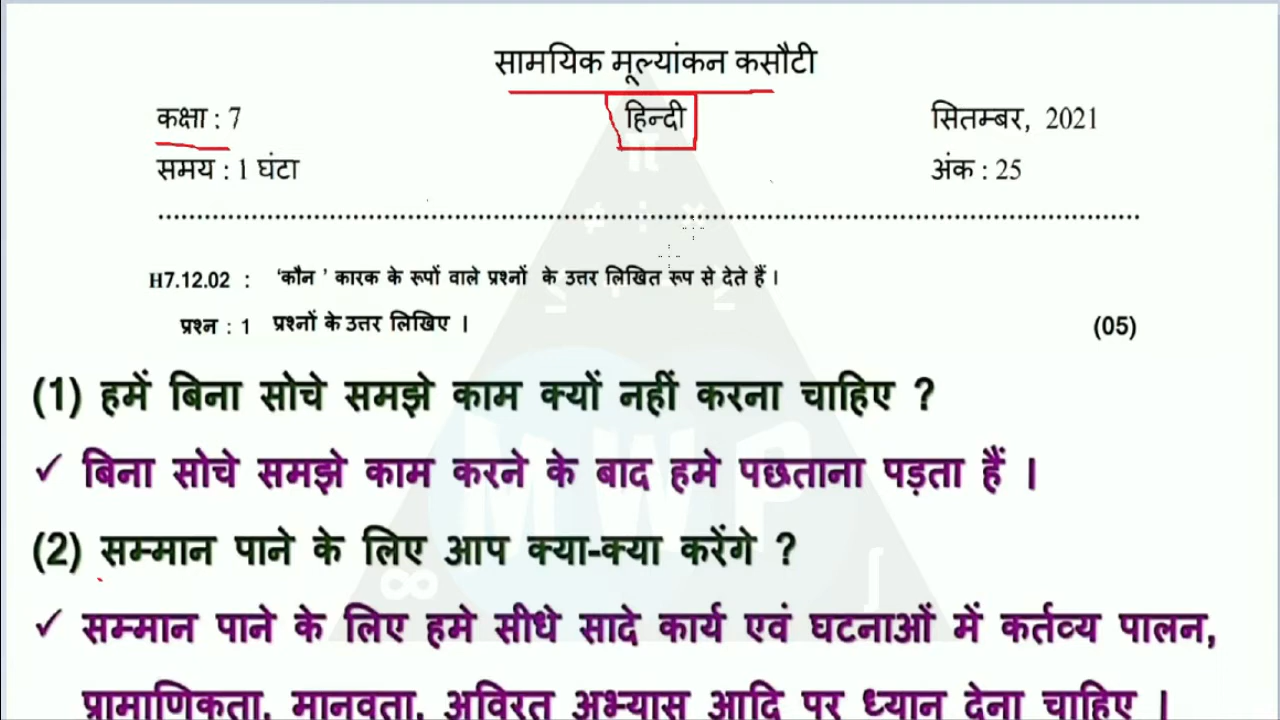 सामयिक मूल्यांकन कसौटी
कक्षा : 7 हिन्दी सितम्बर, 2021
समय : 1 घंटा अंक : 25
H7.12.02 : 'कौन ' कारक के रूपों वाले प्रश्नों के उत्तर लिखित रूप से देते हैं ।
प्रश्न : 1 प्रश्नों के उत्तर लिखिए । (05)
(1) हमें बिना सोचे समझे काम क्यों नहीं करना चाहिए ?
✓ बिना सोचे समझे काम करने के बाद हमे पछताना पड़ता हैं ।
(2) सम्मान पाने के लिए आप क्या-क्या करेंगे ?
✓ सम्मान पाने के लिए हमे सीधे सादे कार्य एवं घटनाओं में कर्तव्य पालन,
प्रामाणिकता, मानवता, अविरत अभ्यास आदि पर ध्यान देना चाहिए ।
MWP